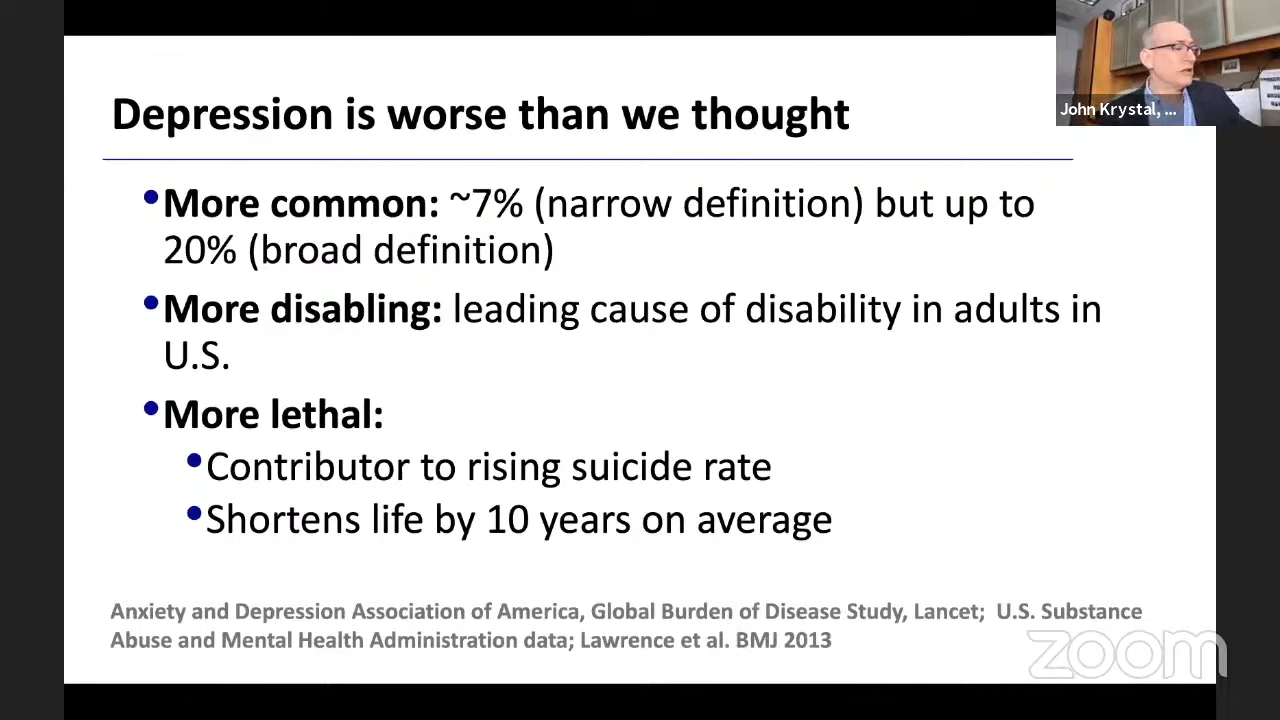 Depression is worse than we thought
John Krystal, ...
•More common: ~7% (narrow definition) but up to
20% (broad definition)
•More disabling: leading cause of disability in adults in
U.S.
•More lethal:
•Contributor to rising suicide rate
•Shortens life by 10 years on average
Anxiety and Depression Association of America, Global Burden of Disease Study, Lancet; U.S. Substance
Abuse and Mental Health Administration data; Lawrence et al. BMJ 2013
zoom